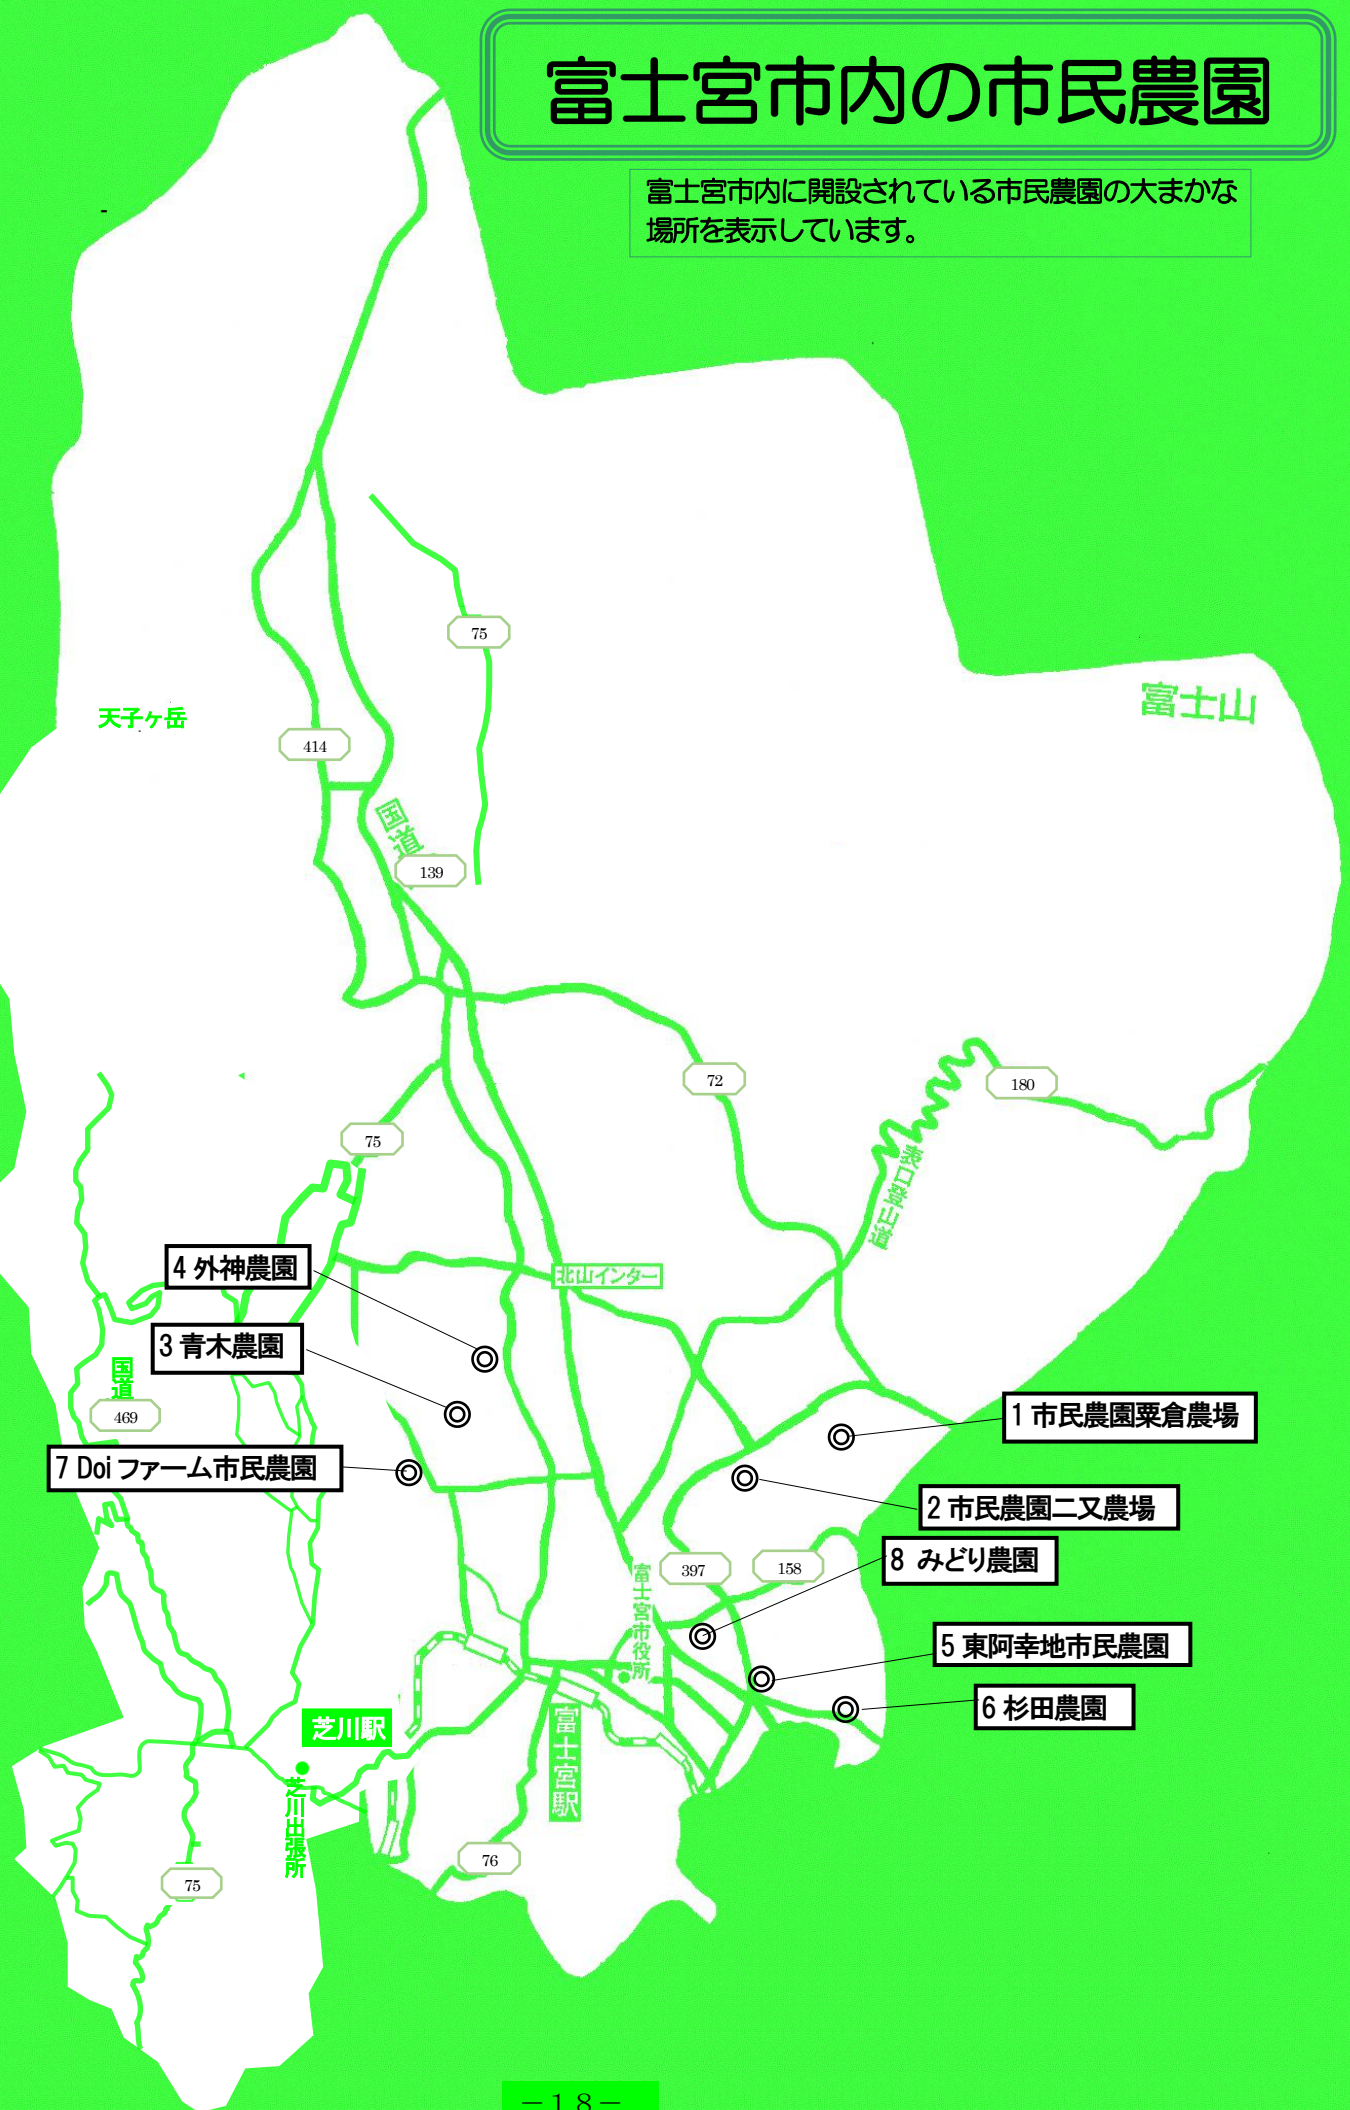 富士宮市内の市民農園
富士宮市内に開設されている市民農園の大まかな
場所を表示しています。
75
富士山
天子ヶ岳
414
国道
139
72
180
75
表口登山道
4 外神農園
北山インター
3 青木農園
国道
469
1 市民農園粟倉農場
7 Doi ファーム市民農園
2 市民農園二又農場
8 みどり農園
397
158
富士宮市役所
5 東阿幸地市民農園
6 杉田農園
芝川駅
富士宮駅
芝川出張所
76
75
－18－